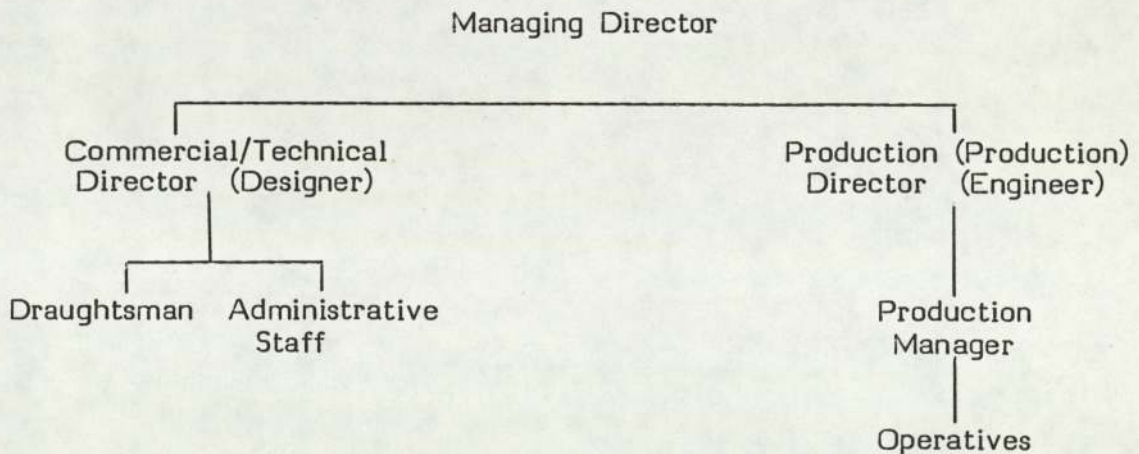 Managing Director
Commercial/Technical
Director (Designer)
Production (Production)
Director (Engineer)
Draughtsman
Administrative
Staff
Production
Manager
Operatives